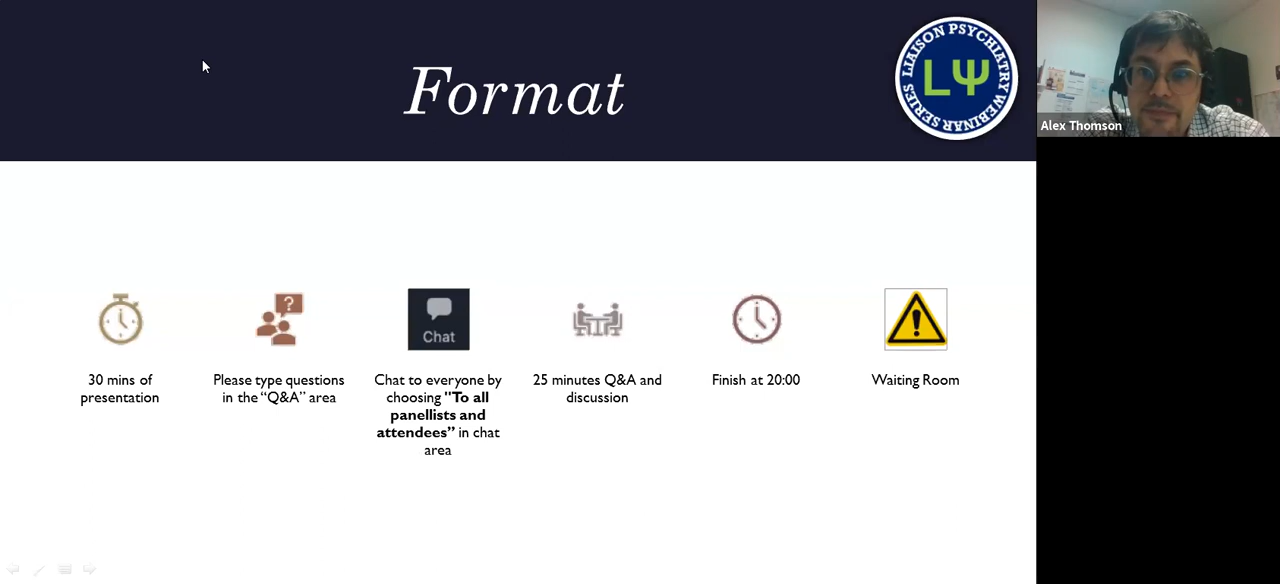 Format
LIAISON PSYCHIATRY WEBINAR SERIES
LΨ
Alex Thomson
?
Chat
!
30 mins of
presentation
Please type questions
in the “Q&A” area
Chat to everyone by
choosing "To all
panellists and
attendees” in chat
area
25 minutes Q&A and
discussion
Finish at 20:00
Waiting Room